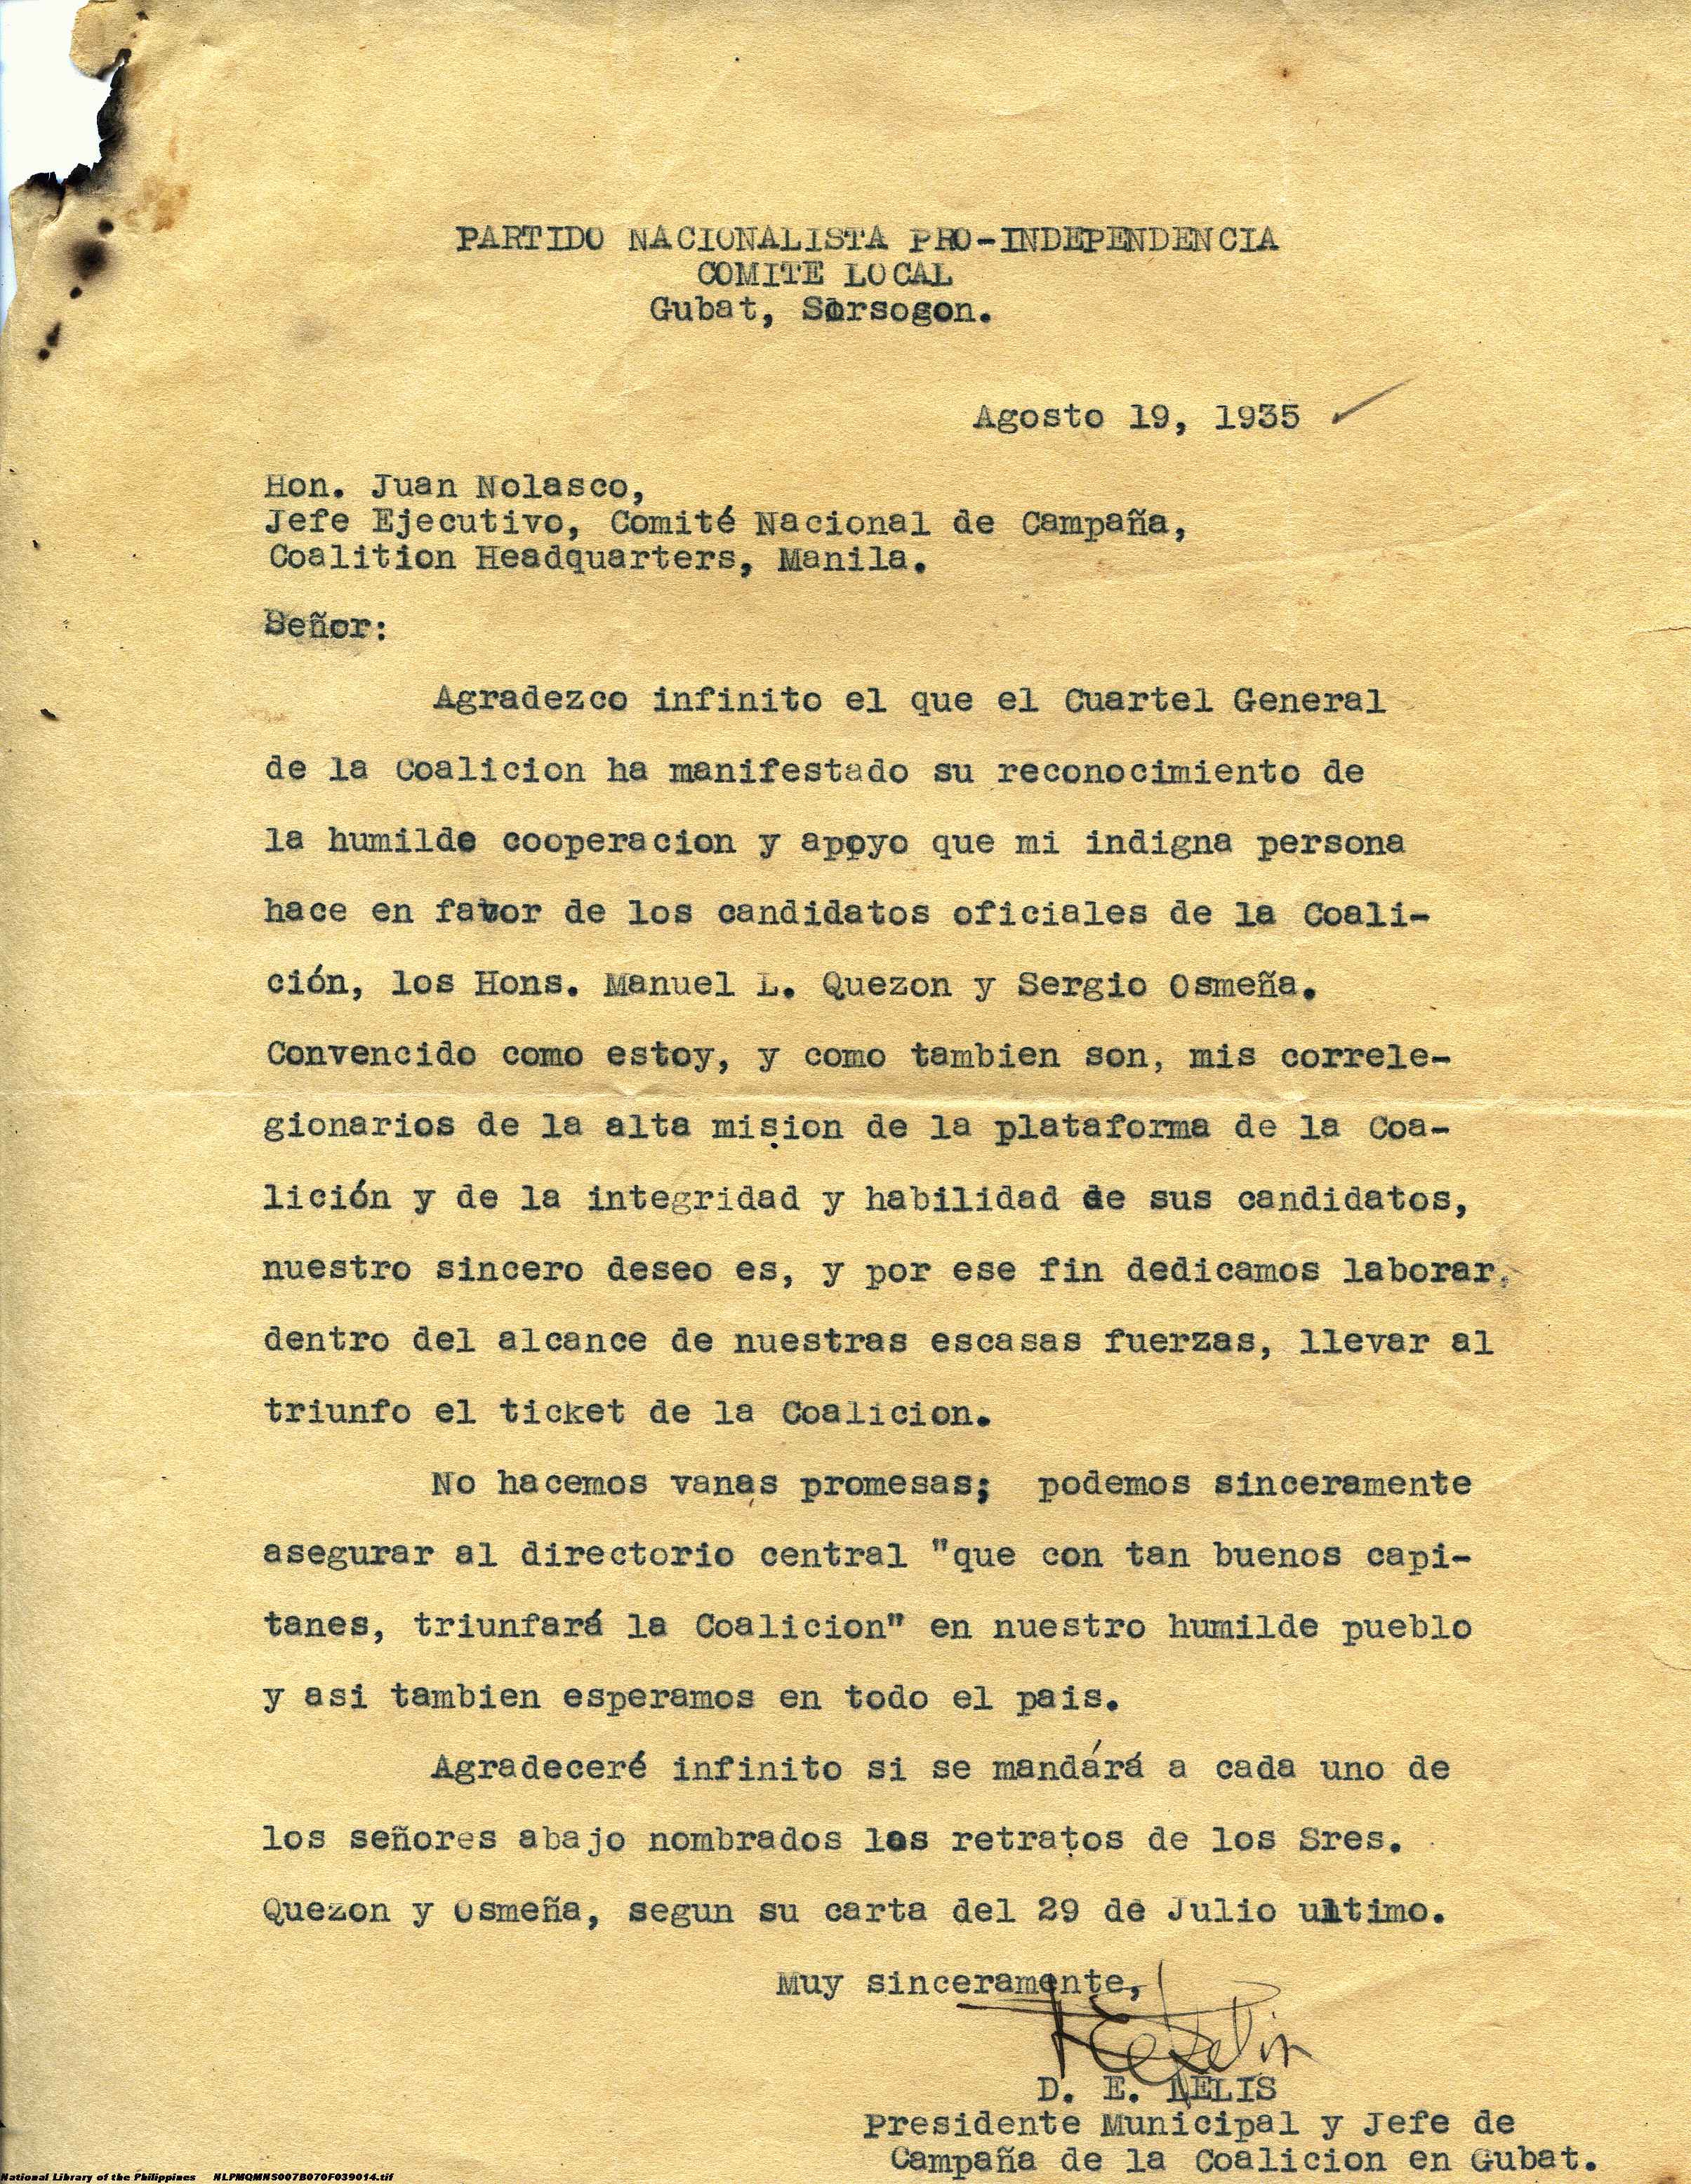 PARTIDO NACIONALISTA PRO-INDEPENDENCIA
COMITE LOCAL
Gubat, Sorsogon.
Agosto 19, 1935
Hon. Juan Nolasco,
Jefe Ejecutivo, Comité Nacional de Campaña,
Coalition Headquarters, Manila.
Señor:
Agradezco infinito el que el Cuartel General
de la Coalicion ha manifestado su reconocimiento de
la humilde cooperacion y apoyo que mi indigna persona
hace en favor de los candidatos oficiales de la Coali-
ción, los Hons. Manuel L. Quezon y Sergio Osmeña.
Convencido como estoy, y como tambien son, mis correle-
gionarios de la alta mision de la plataforma de la Coa-
lición y de la integridad y habilidad de sus candidatos,
nuestro sincero deseo es, y por ese fin dedicamos laborar,
dentro del alcance de nuestras escasas fuerzas, llevar al
triunfo el ticket de la Coalicion.
No hacemos vanas promesas; podemos sinceramente
asegurar al directorio central "que con tan buenos capi-
tanes, triunfará la Coalicion" en nuestro humilde pueblo
y asi tambien esperamos en todo el pais.
Agradeceré infinito si se mandárá a cada uno de
los señores abajo nombrados los retratos de los Sres.
Quezon y Osmeña, segun su carta del 29 de Julio ultimo.
Muy sinceramente,
D. E. LELIS
Presidente Municipal y Jefe de
Campaña de la Coalicion en Gubat.
National Library of the Philippines NLPMQMNS007B070F039014.tif